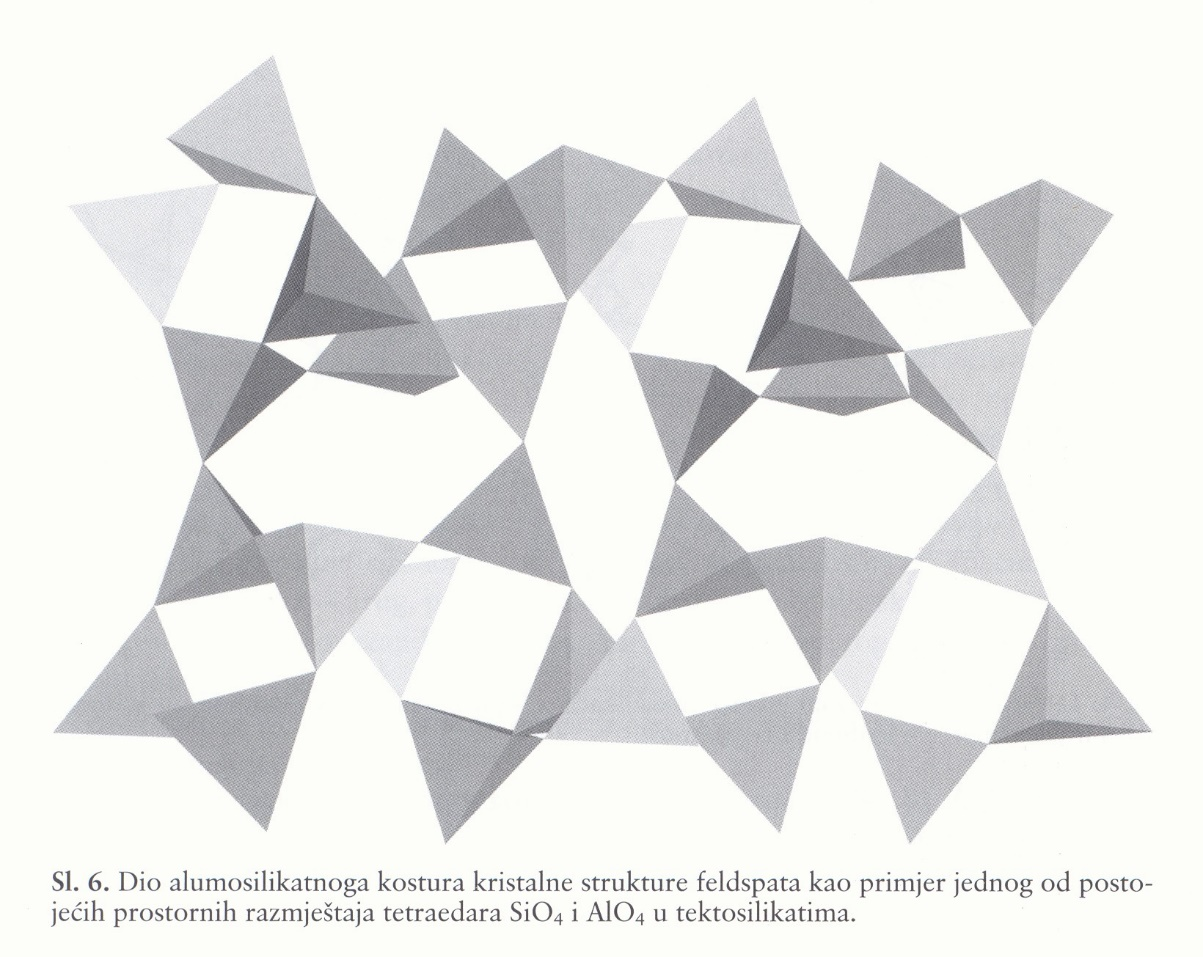 Sl. 6. Dio alumosilikatnoga kostura kristalne strukture feldspata kao primjer jednog od posto-
jećih prostornih razmještaja tetraedara SiO₄ i AlO₄ u tektosilikatima.